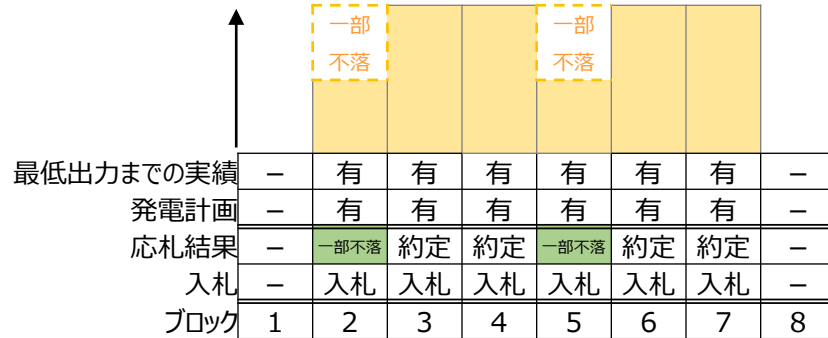 一部
不落
一部
不落
最低出力までの実績 － 有 有 有 有 有 有 －
発電計画 － 有 有 有 有 有 有 －
応札結果 － 一部不落 約定 約定 一部不落 約定 約定 －
入札 － 入札 入札 入札 入札 入札 入札 －
ブロック 1 2 3 4 5 6 7 8